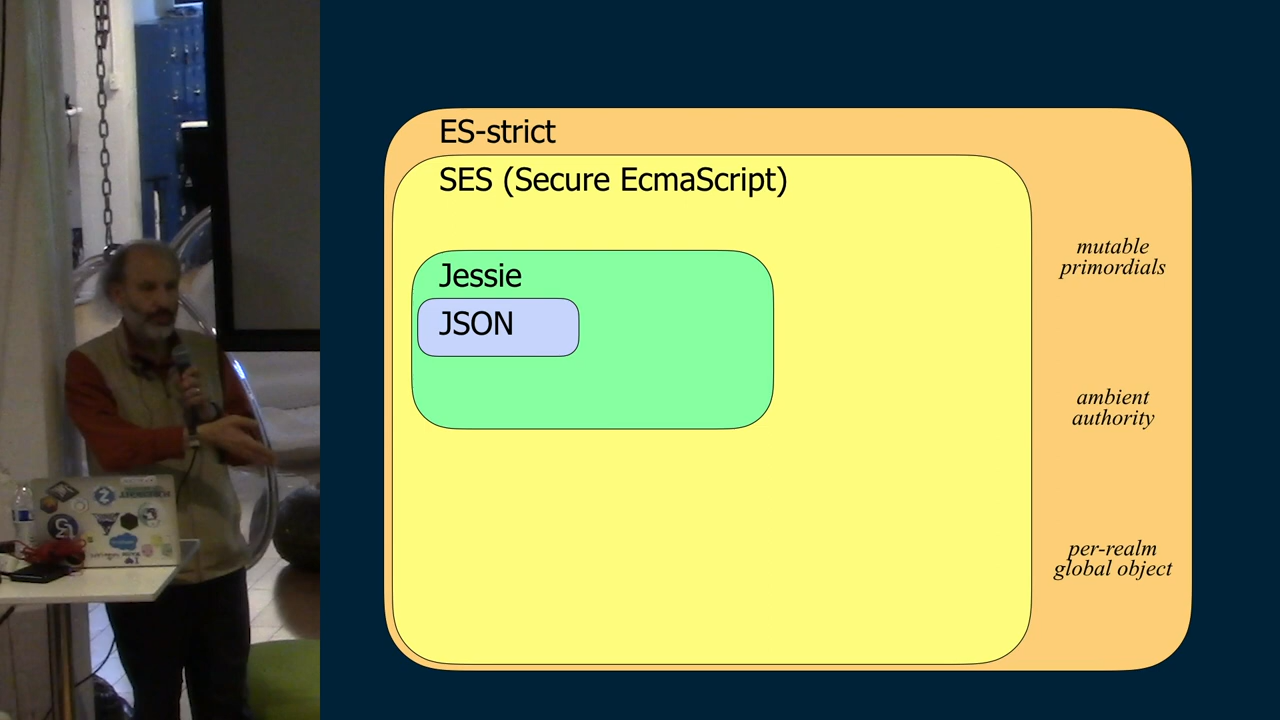 ES-strict
SES (Secure EcmaScript)
Jessie
JSON
mutable
primordials
ambient
authority
per-realm
global object